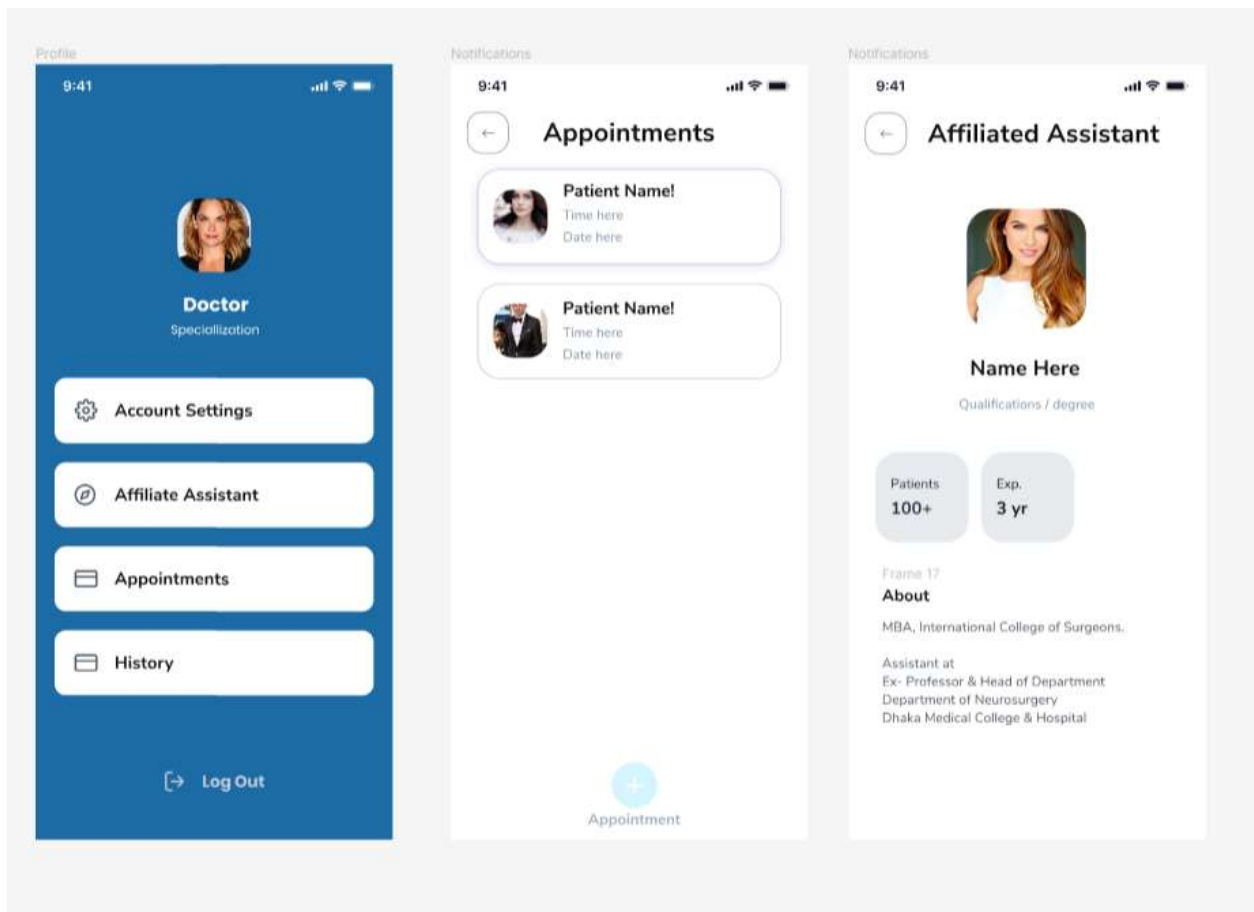 Profile
9:41
Doctor
Speciallization
Account Settings
Affiliate Assistant
Appointments
History
Log Out
Notifications
9:41
Appointments
Patient Name!
Time here
Date here
Patient Name!
Time here
Date here
Appointment
Notifications
9:41
Affiliated Assistant
Name Here
Qualifications / degree
Patients
100+
Exp.
3 yr
Frame 17
About
MBA, International College of Surgeons.
Assistant at
Ex- Professor & Head of Department
Department of Neurosurgery
Dhaka Medical College & Hospital